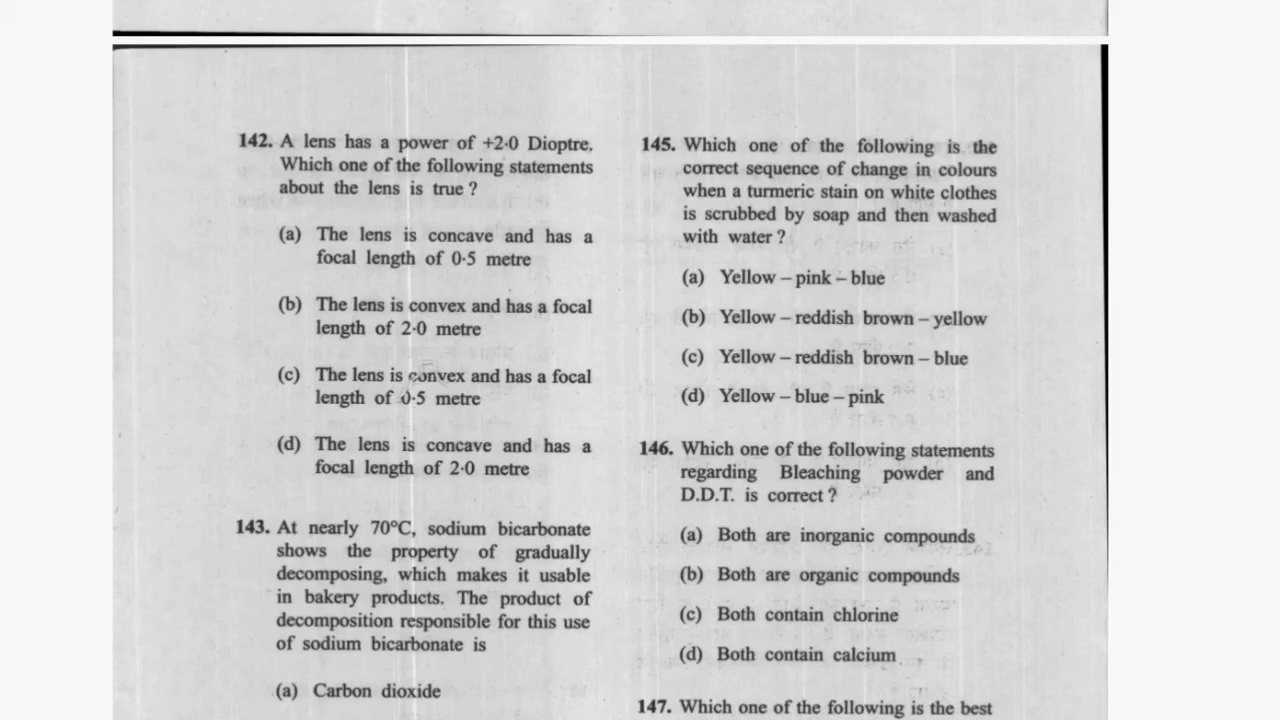 142. A lens has a power of +2·0 Dioptre.
Which one of the following statements
about the lens is true ?
(a) The lens is concave and has a
focal length of 0·5 metre
(b) The lens is convex and has a focal
length of 2·0 metre
(c) The lens is convex and has a focal
length of 0·5 metre
(d) The lens is concave and has a
focal length of 2·0 metre
143. At nearly 70°C, sodium bicarbonate
shows the property of gradually
decomposing, which makes it usable
in bakery products. The product of
decomposition responsible for this use
of sodium bicarbonate is
(a) Carbon dioxide
145. Which one of the following is the
correct sequence of change in colours
when a turmeric stain on white clothes
is scrubbed by soap and then washed
with water ?
(a) Yellow – pink – blue
(b) Yellow – reddish brown – yellow
(c) Yellow – reddish brown – blue
(d) Yellow – blue – pink
146. Which one of the following statements
regarding Bleaching powder and
D.D.T. is correct ?
(a) Both are inorganic compounds
(b) Both are organic compounds
(c) Both contain chlorine
(d) Both contain calcium
147. Which one of the following is the best